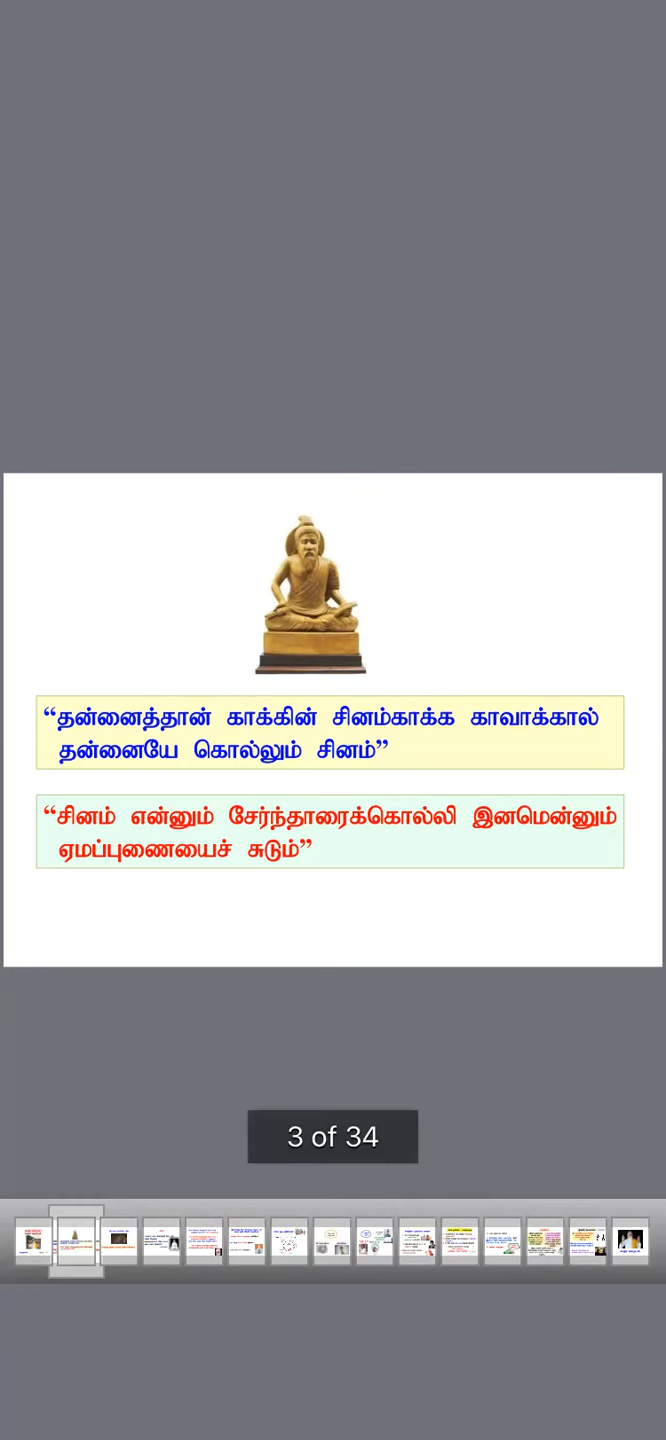 “தன்னைத்தான் காக்கின் சினம்காக்க காவாக்கால்
தன்னையே கொல்லும் சினம்”
“சினம் என்னும் சேர்ந்தாரைக்கொல்லி இனமென்னும்
ஏமப்புணையைச் சுடும்”
3 of 34